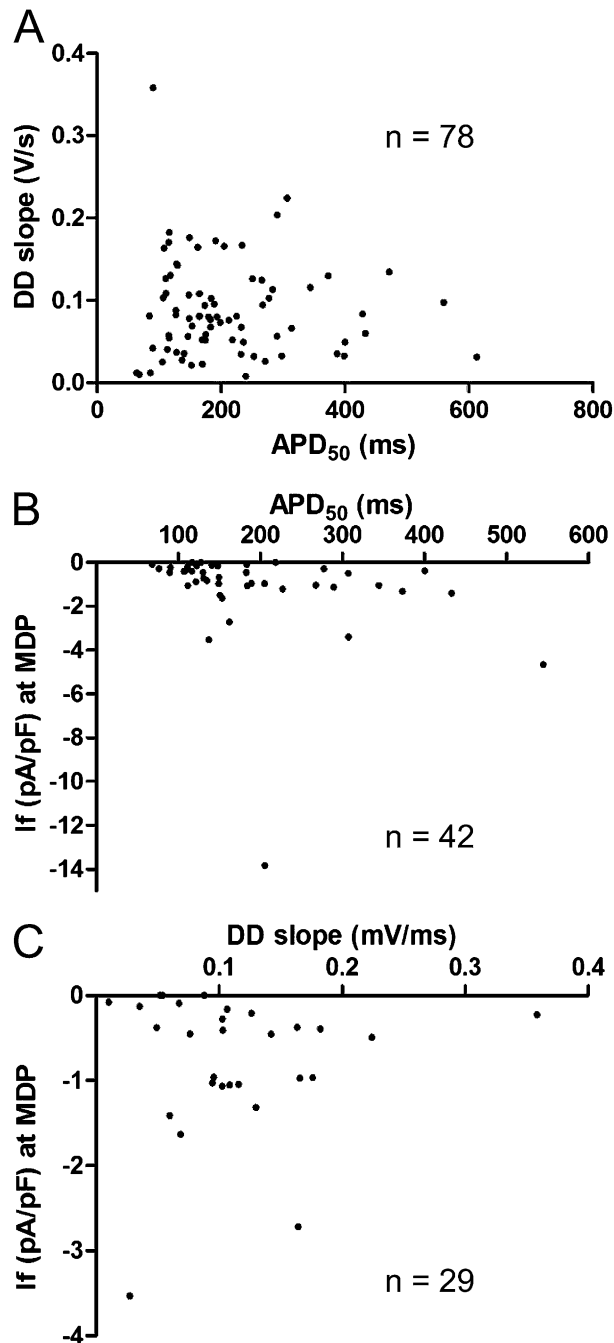 A
DD slope (V/s)
0.4
0.3
0.2
0.1
0.0
n = 78
0 200 400 600 800
APD50 (ms)
B
APD50 (ms)
100 200 300 400 500 600
If (pA/pF) at MDP
0
-2
-4
-6
-8
-10
-12
-14
n = 42
C
DD slope (mV/ms)
0.1 0.2 0.3 0.4
If (pA/pF) at MDP
0
-1
-2
-3
-4
n = 29